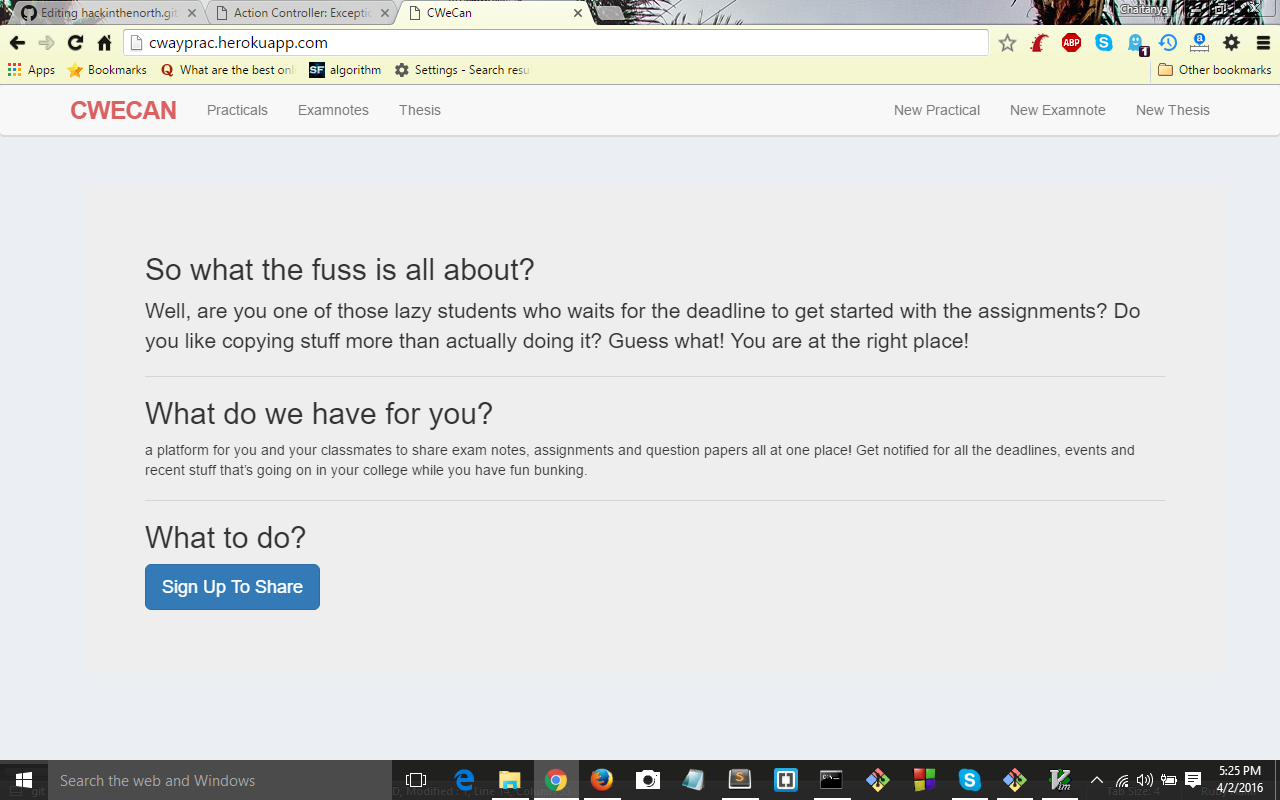 Editing hackinthenorth.git
Action Controller: Exceptic
CWeCan
Chaitanya
cwayprac.herokuapp.com
ABP
1
Apps
Bookmarks
What are the best onl
SF
algorithm
Settings - Search resu
Other bookmarks
CWECAN
Practicals
Examnotes
Thesis
New Practical
New Examnote
New Thesis
So what the fuss is all about?
Well, are you one of those lazy students who waits for the deadline to get started with the assignments? Do
you like copying stuff more than actually doing it? Guess what! You are at the right place!
What do we have for you?
a platform for you and your classmates to share exam notes, assignments and question papers all at one place! Get notified for all the deadlines, events and
recent stuff that's going on in your college while you have fun bunking.
What to do?
Sign Up To Share
Search the web and Windows
5:25 PM
4/2/2016
Tab Size: 4